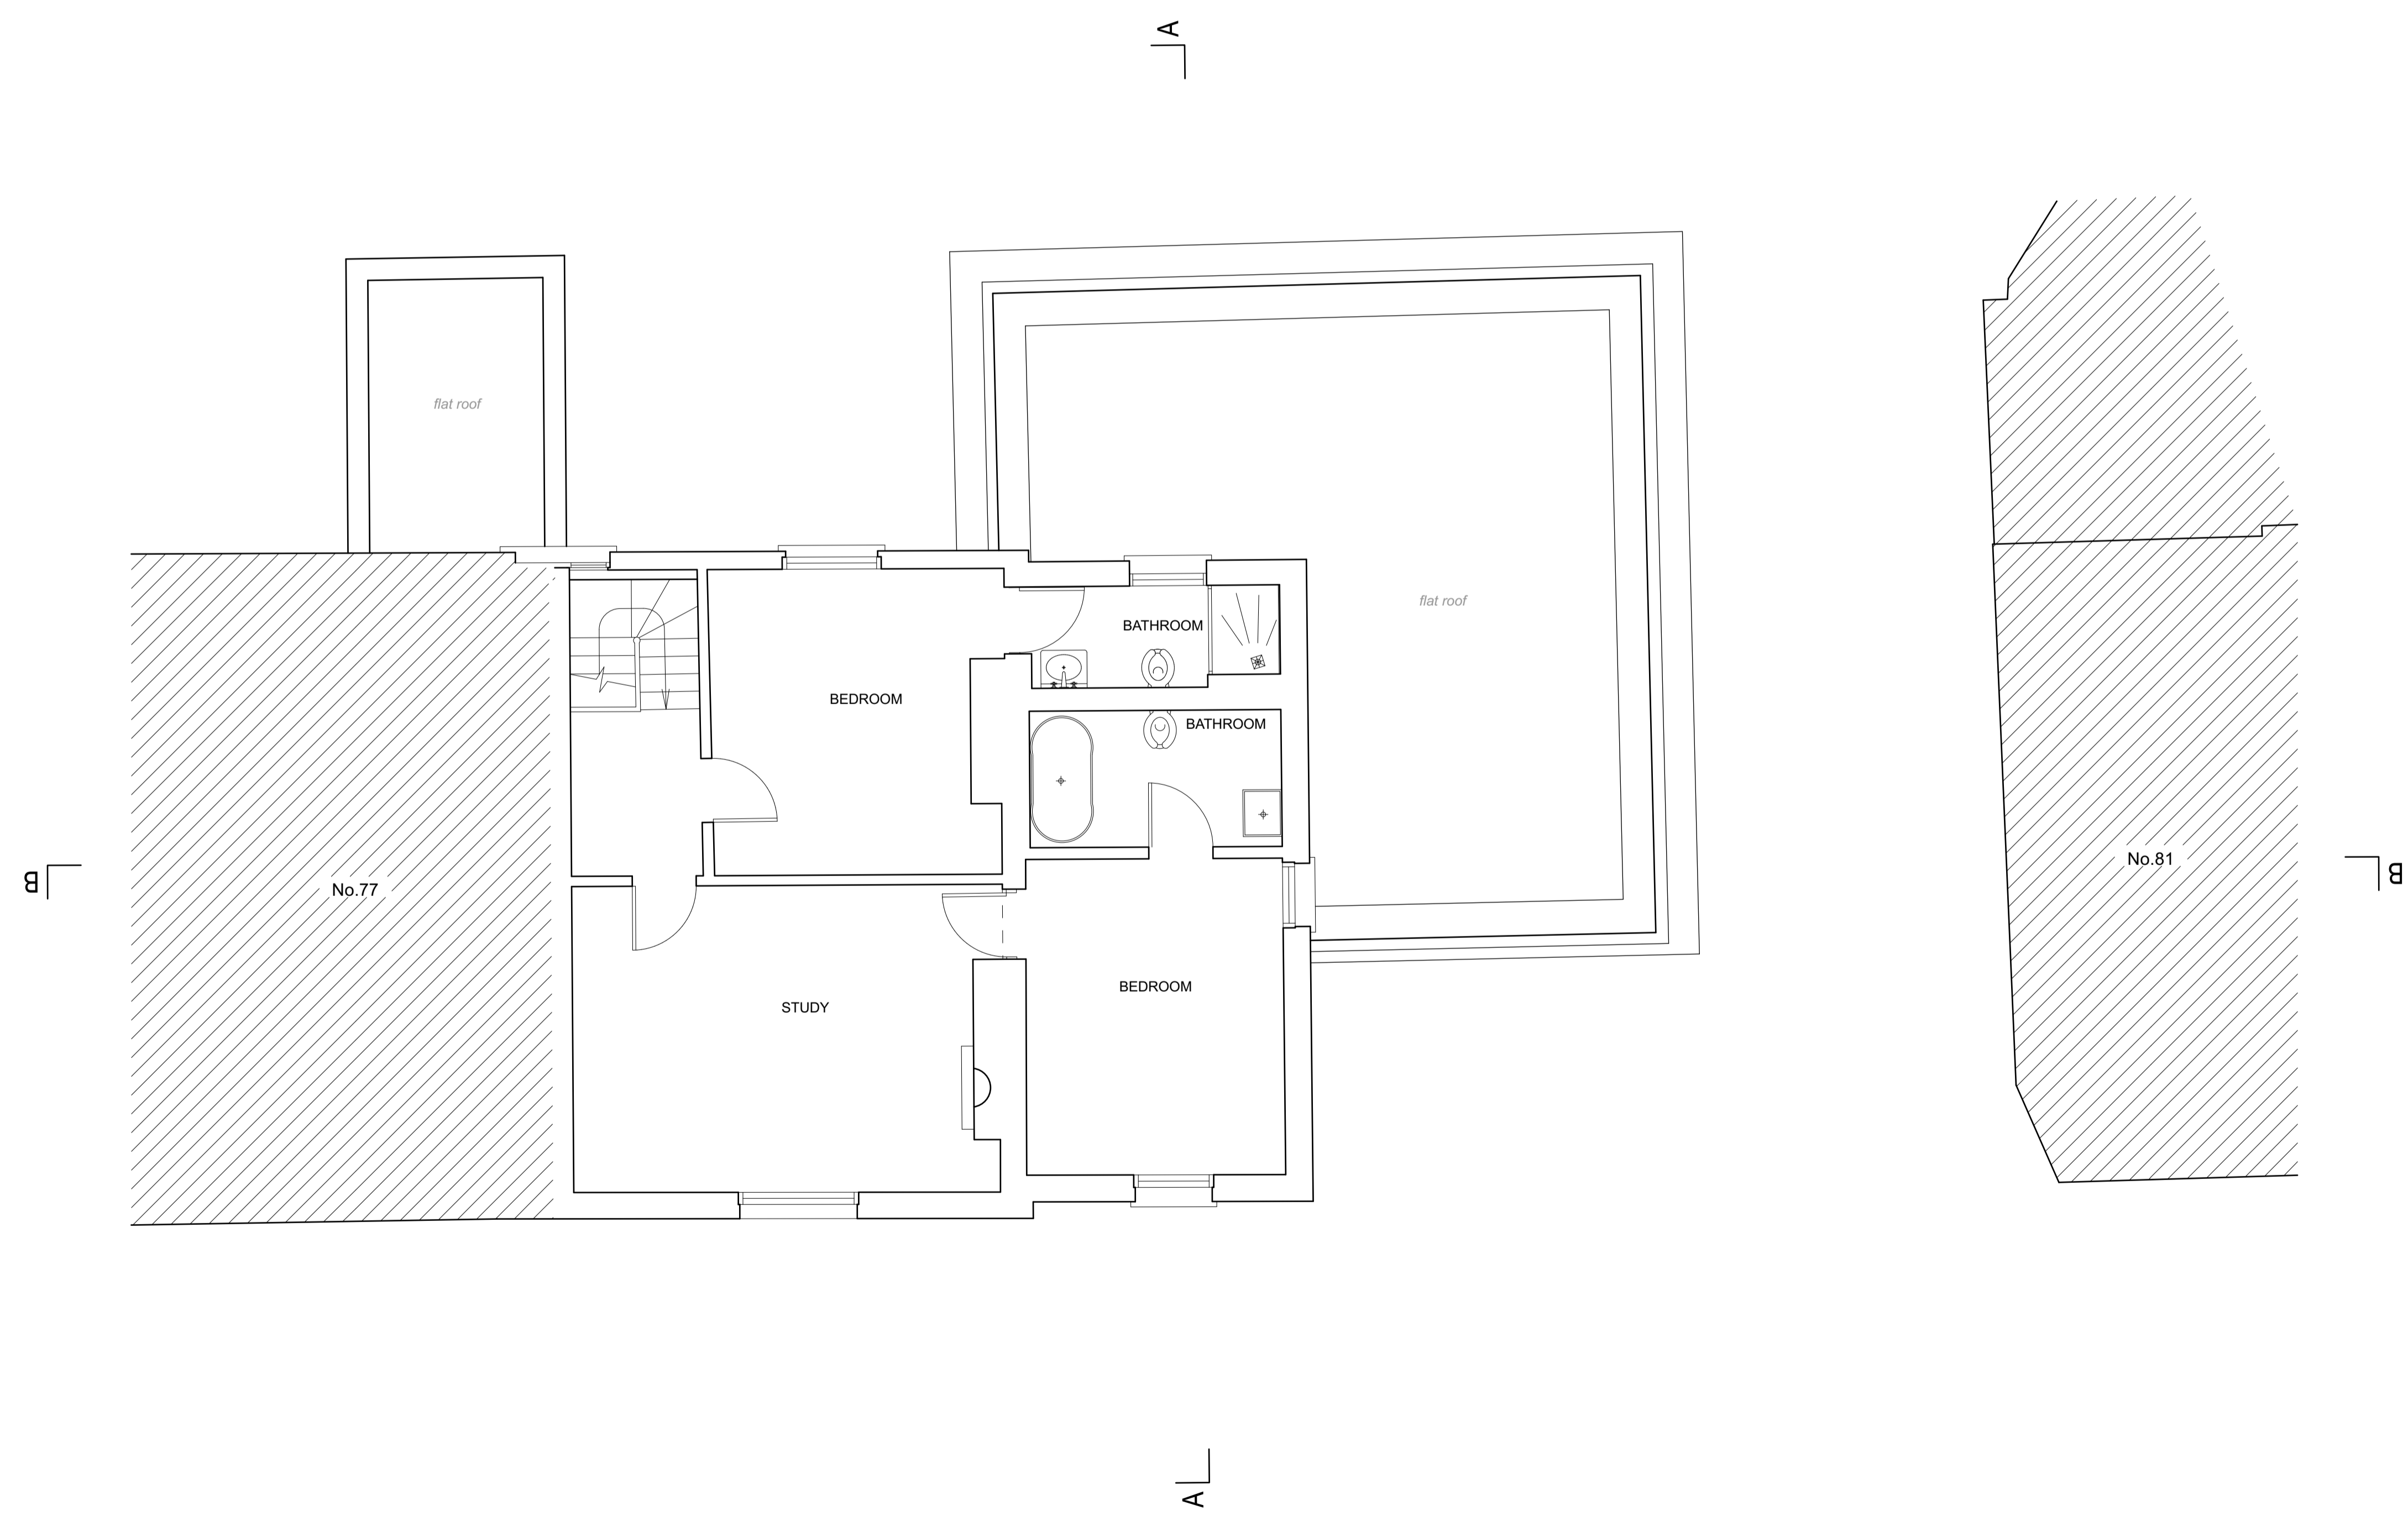 A
flat roof
flat roof
BATHROOM
BEDROOM
BATHROOM
No.81
B
No.77
B
BEDROOM
STUDY
A